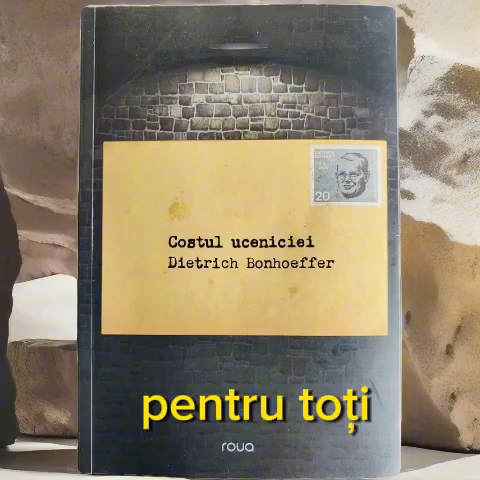 20
Costul uceniciei
Dietrich Bonhoeffer
pentru toți
roua